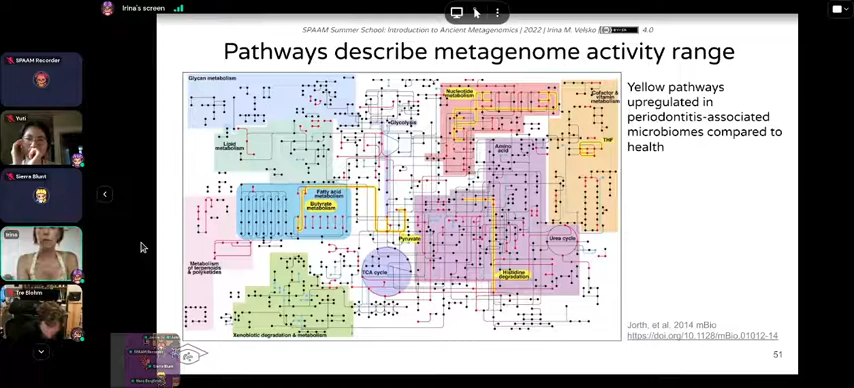 Irina's screen
SPAAM Summer School: Introduction to Ancient Metagenomics | 2022 | Irina M. Velsko
4.0
Pathways describe metagenome activity range
SPAAM Recorder
Yuti
Sierra Blunt
Irina
Tre Blohm
Glycan metabolism
Nucleotide
metabolism
Cofactor &
vitamin
metabolism
Glycolysis
Lipid
metabolism
Amino
acid
THF
Fatty acid
metabolism
Butyrate
metabolism
Pyruvate
Urea cycle
Metabolism
of terpenoids
& polyketides
TCA cycle
Histidine
degradation
Xenobiotic degradation & metabolism
Yellow pathways
upregulated in
periodontitis-associated
microbiomes compared to
health
Jorth, et al. 2014 mBio
https://doi.org/10.1128/mBio.01012-14
51